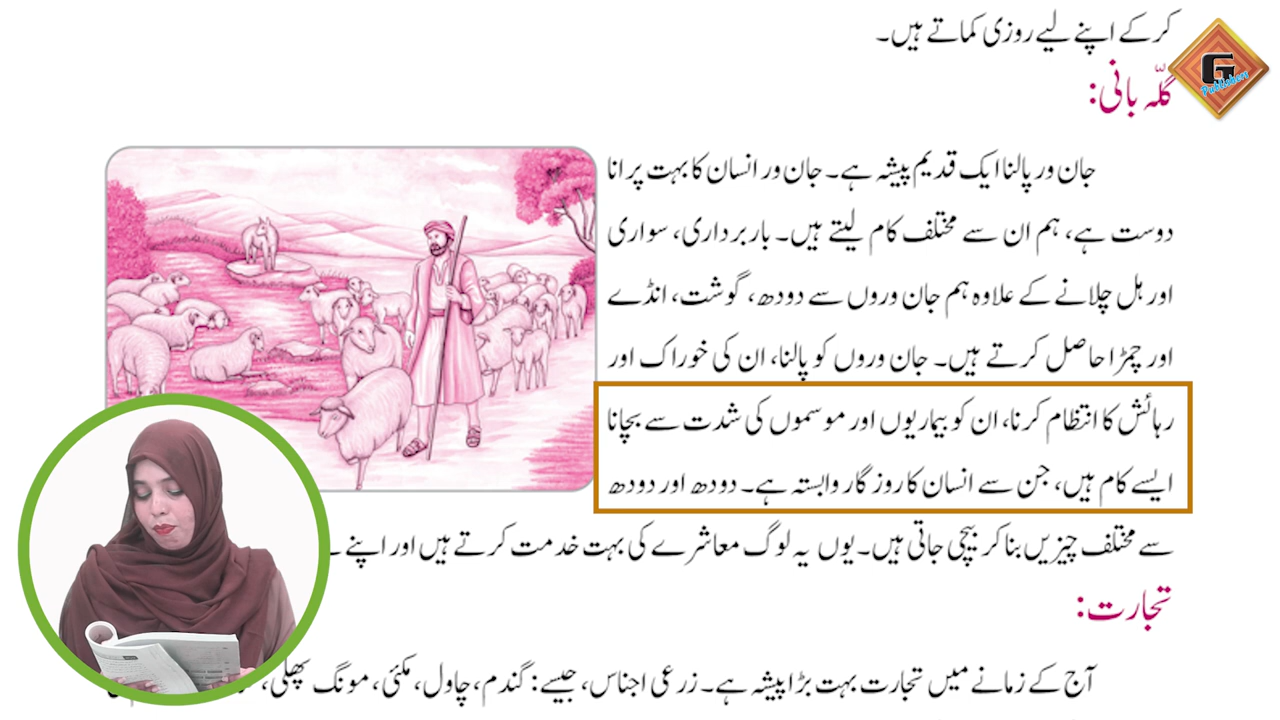 کرکے اپنے لیے روزی کماتے ہیں۔
G
Publishers
گلّہ بانی:
جان ور پالنا ایک قدیم پیشہ ہے۔ جان ور انسان کا بہت پرانا
دوست ہے، ہم ان سے مختلف کام لیتے ہیں۔ بار برداری، سواری
اور ہل چلانے کے علاوہ ہم جان وروں سے دودھ، گوشت، انڈے
اور چمڑا حاصل کرتے ہیں۔ جان وروں کو پالنا، ان کی خوراک اور
رہائش کا انتظام کرنا، ان کو بیماریوں اور موسموں کی شدت سے بچانا
ایسے کام ہیں، جن سے انسان کا روزگار وابستہ ہے۔ دودھ اور دودھ
سے مختلف چیزیں بنا کر بیچی جاتی ہیں۔ یوں یہ لوگ معاشرے کی بہت خدمت کرتے ہیں اور اپنے
تجارت:
آج کے زمانے میں تجارت بہت بڑا پیشہ ہے۔ زرعی اجناس، جیسے: گندم، چاول، مکئی، مونگ پھلی،